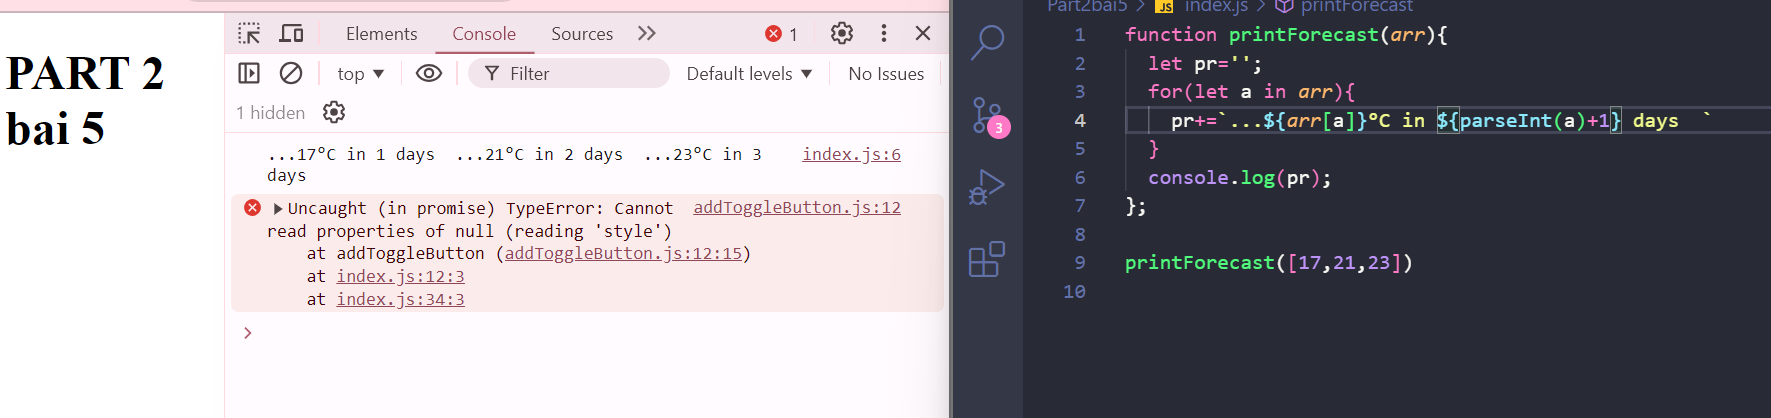 PART 2
bai 5
Elements Console Sources 1
top Filter Default levels No Issues
1 hidden
...17°C in 1 days  ...21°C in 2 days  ...23°C in 3 index.js:6
days
Uncaught (in promise) TypeError: Cannot addToggleButton.js:12
read properties of null (reading 'style')
at addToggleButton (addToggleButton.js:12:15)
at index.js:12:3
at index.js:34:3
Part2bai5 > JS index.js > printForecast
3
1 function printForecast(arr){
2   let pr='';
3   for(let a in arr){
4     pr+=`...${arr[a]}°C in ${parseInt(a)+1} days  `
5   }
6   console.log(pr);
7 };
8
9 printForecast([17,21,23])
10